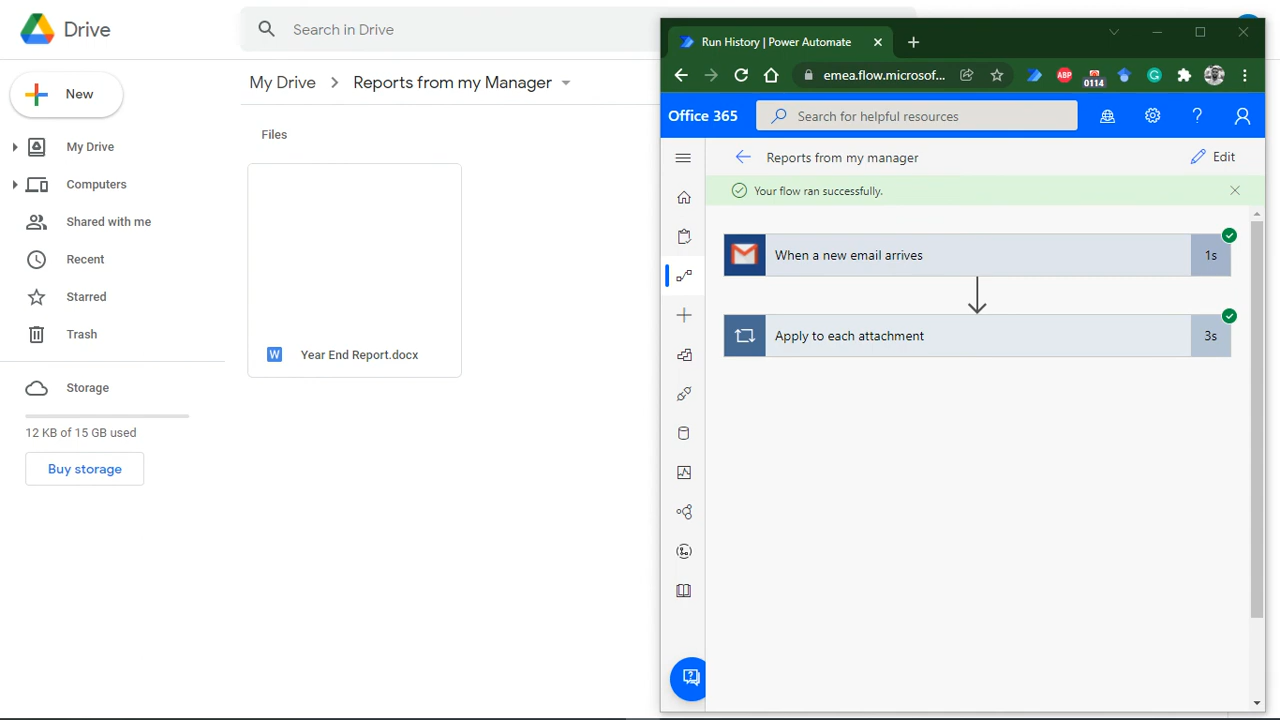 Drive
Search in Drive
New
My Drive
Reports from my Manager
Files
My Drive
Computers
Shared with me
Recent
Starred
Trash
Storage
12 KB of 15 GB used
Buy storage
W
Year End Report.docx
Run History | Power Automate
emea.flow.microsof...
ABP
0114
Office 365
Search for helpful resources
Reports from my manager
Edit
Your flow ran successfully.
When a new email arrives
1s
Apply to each attachment
3s